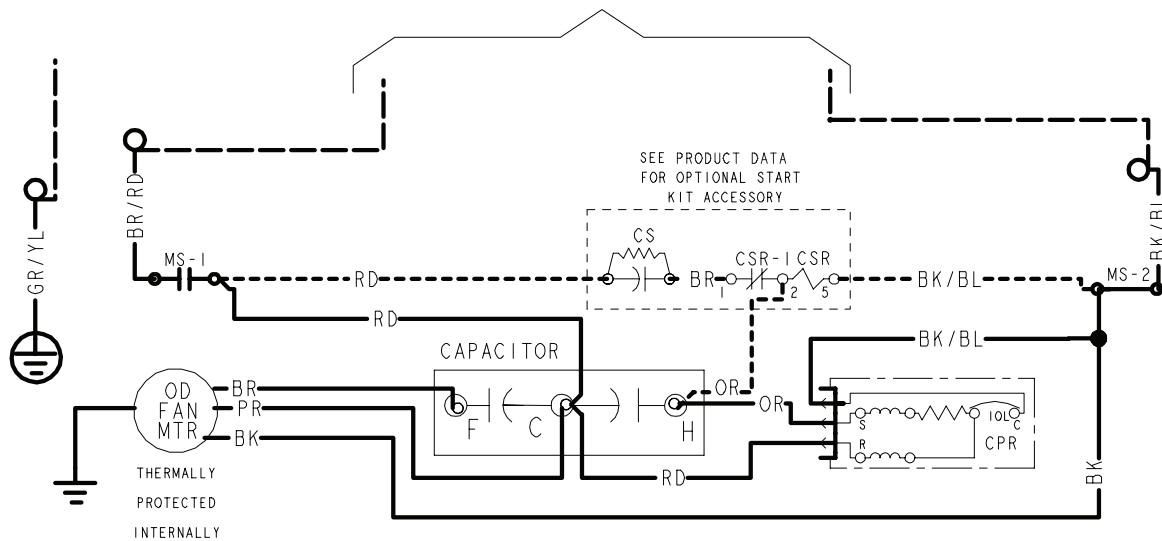 SEE PRODUCT DATA
FOR OPTIONAL START
KIT ACCESSORY
BR/RD
BK/BL
GR/YL
CS
MS-1
RD
BR
1
CSR-1
CSR
2
5
BK/BL
MS-2
RD
BK/BL
CAPACITOR
OD
FAN
MTR
BR
PR
BK
F
C
H
OR
OR
S
R
IOL
C
CPR
RD
BK
THERMALLY
PROTECTED
INTERNALLY